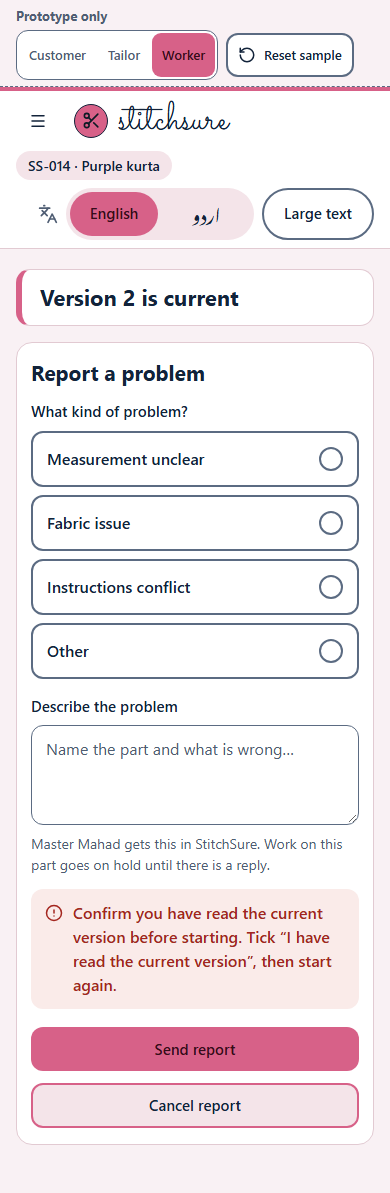 Prototype only
Customer
Tailor
Worker
Reset sample
stitchsure
SS-014 · Purple kurta
English
اردو
Large text
Version 2 is current
Report a problem
What kind of problem?
Measurement unclear
Fabric issue
Instructions conflict
Other
Describe the problem
Name the part and what is wrong...
Master Mahad gets this in StitchSure. Work on this
part goes on hold until there is a reply.
Confirm you have read the current
version before starting. Tick “I have
read the current version”, then start
again.
Send report
Cancel report